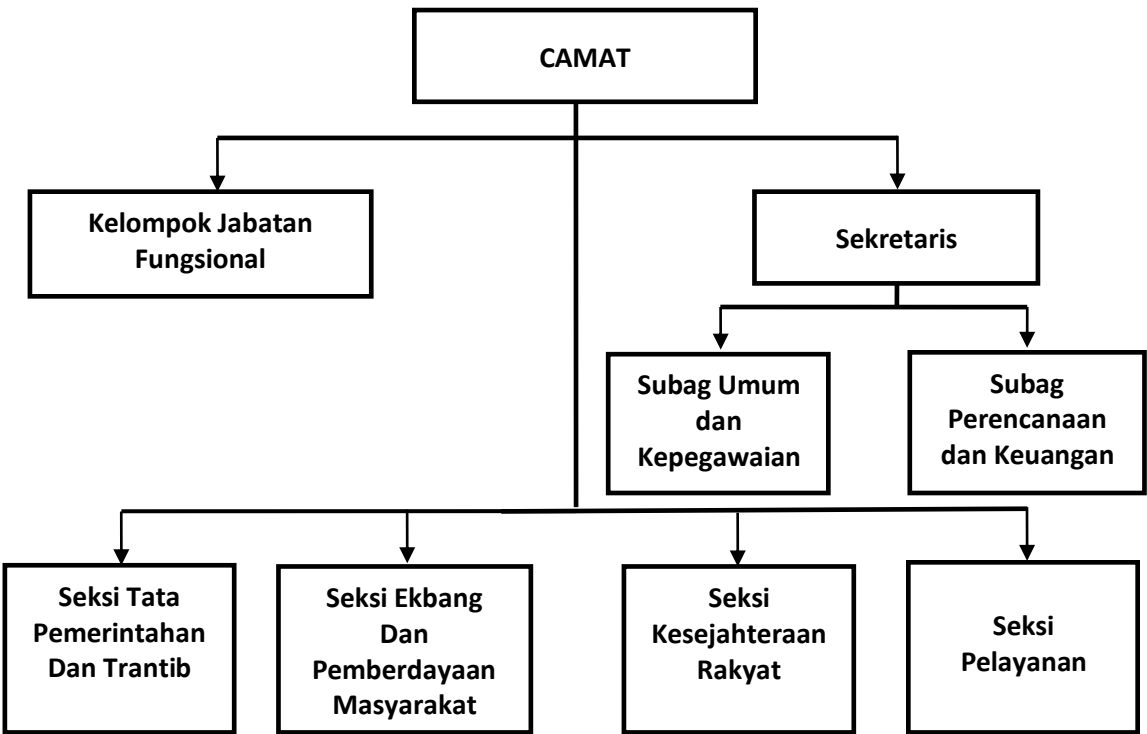 CAMAT
Kelompok Jabatan
Fungsional
Sekretaris
Subag Umum
dan
Kepegawaian
Subag
Perencanaan
dan Keuangan
Seksi Tata
Pemerintahan
Dan Trantib
Seksi Ekbang
Dan
Pemberdayaan
Masyarakat
Seksi
Kesejahteraan
Rakyat
Seksi
Pelayanan